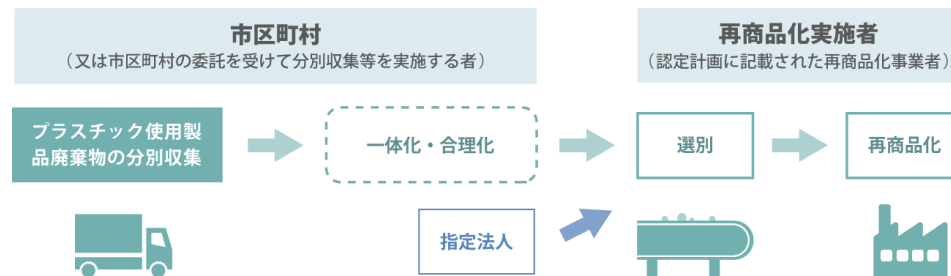 市区町村
（又は市区町村の委託を受けて分別収集等を実施する者）
再商品化実施者
（認定計画に記載された再商品化事業者）
プラスチック使用製
品廃棄物の分別収集
一体化・合理化
選別
再商品化
指定法人